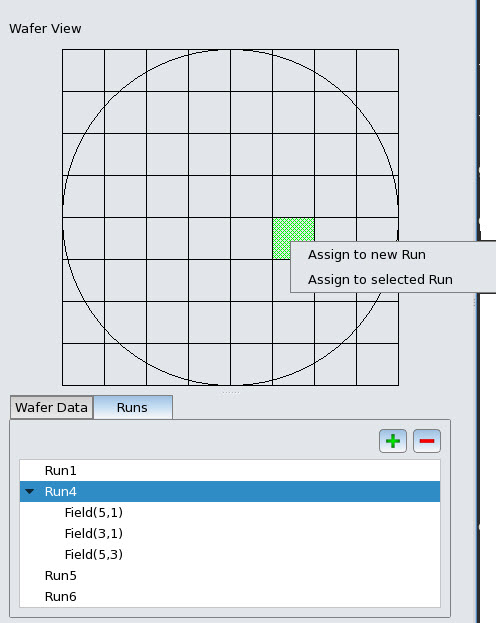 Wafer View
Assign to new Run
Assign to selected Run
Wafer Data Runs
Run1
Run4
Field(5,1)
Field(3,1)
Field(5,3)
Run5
Run6